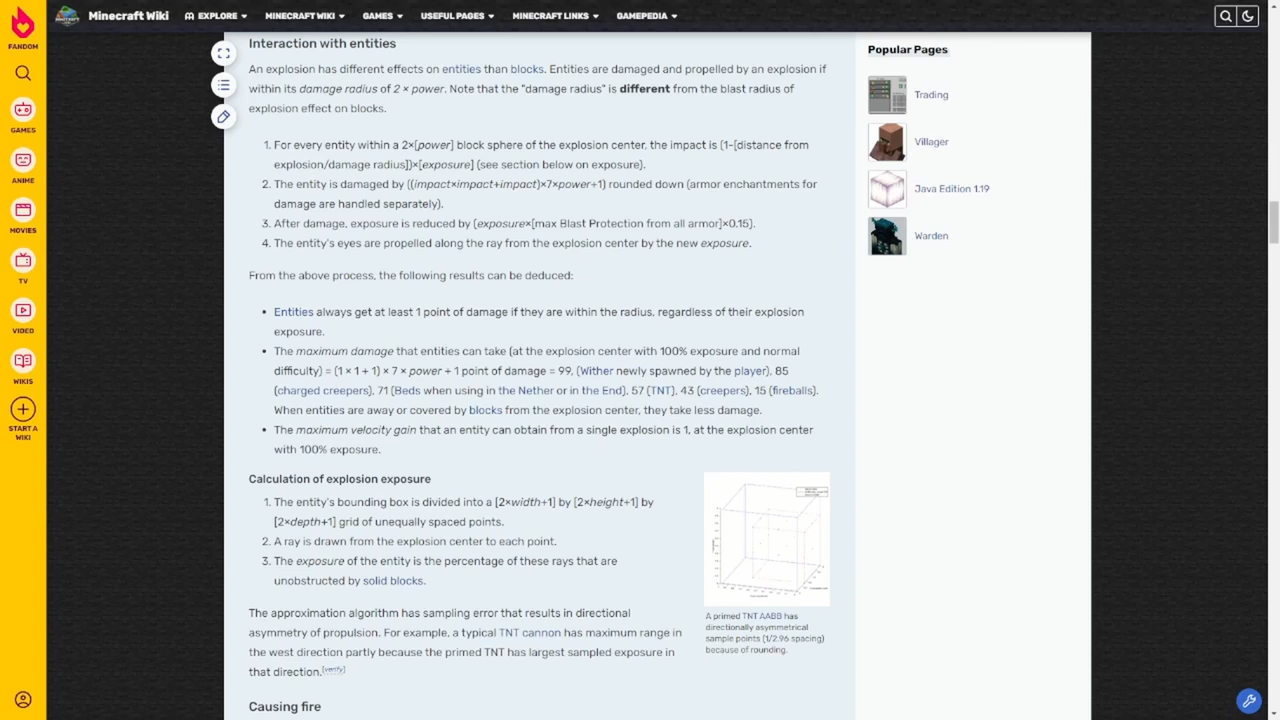 MINECRAFT WIKI
EXPLORE
MINECRAFT WIKI
GAMES
USEFUL PAGES
MINECRAFT LINKS
GAMEPEDIA
FANDOM
GAMES
ANIME
MOVIES
TV
VIDEO
WIKIS
START A
WIKI
Interaction with entities
An explosion has different effects on entities than blocks. Entities are damaged and propelled by an explosion if
within its damage radius of 2 × power. Note that the "damage radius" is different from the blast radius of
explosion effect on blocks.
1. For every entity within a 2×[power] block sphere of the explosion center, the impact is (1-[distance from
explosion/damage radius])×[exposure] (see section below on exposure).
2. The entity is damaged by ((impact×impact+impact)×7×power+1) rounded down (armor enchantments for
damage are handled separately).
3. After damage, exposure is reduced by (exposure×[max Blast Protection from all armor]×0.15).
4. The entity's eyes are propelled along the ray from the explosion center by the new exposure.
From the above process, the following results can be deduced:
• Entities always get at least 1 point of damage if they are within the radius, regardless of their explosion
exposure.
• The maximum damage that entities can take (at the explosion center with 100% exposure and normal
difficulty) = (1 × 1 + 1) × 7 × power + 1 point of damage = 99, (Wither newly spawned by the player), 85
(charged creepers), 71 (Beds when using in the Nether or in the End), 57 (TNT), 43 (creepers), 15 (fireballs).
When entities are away or covered by blocks from the explosion center, they take less damage.
• The maximum velocity gain that an entity can obtain from a single explosion is 1, at the explosion center
with 100% exposure.
Calculation of explosion exposure
1. The entity's bounding box is divided into a [2×width+1] by [2×height+1] by
[2×depth+1] grid of unequally spaced points.
2. A ray is drawn from the explosion center to each point.
3. The exposure of the entity is the percentage of these rays that are
unobstructed by solid blocks.
The approximation algorithm has sampling error that results in directional
asymmetry of propulsion. For example, a typical TNT cannon has maximum range in
the west direction partly because the primed TNT has largest sampled exposure in
that direction.[verify]
A primed TNT AABB has
directionally asymmetrical
sample points (1/2.96 spacing)
because of rounding.
Causing fire
Popular Pages
Trading
Villager
Java Edition 1.19
Warden